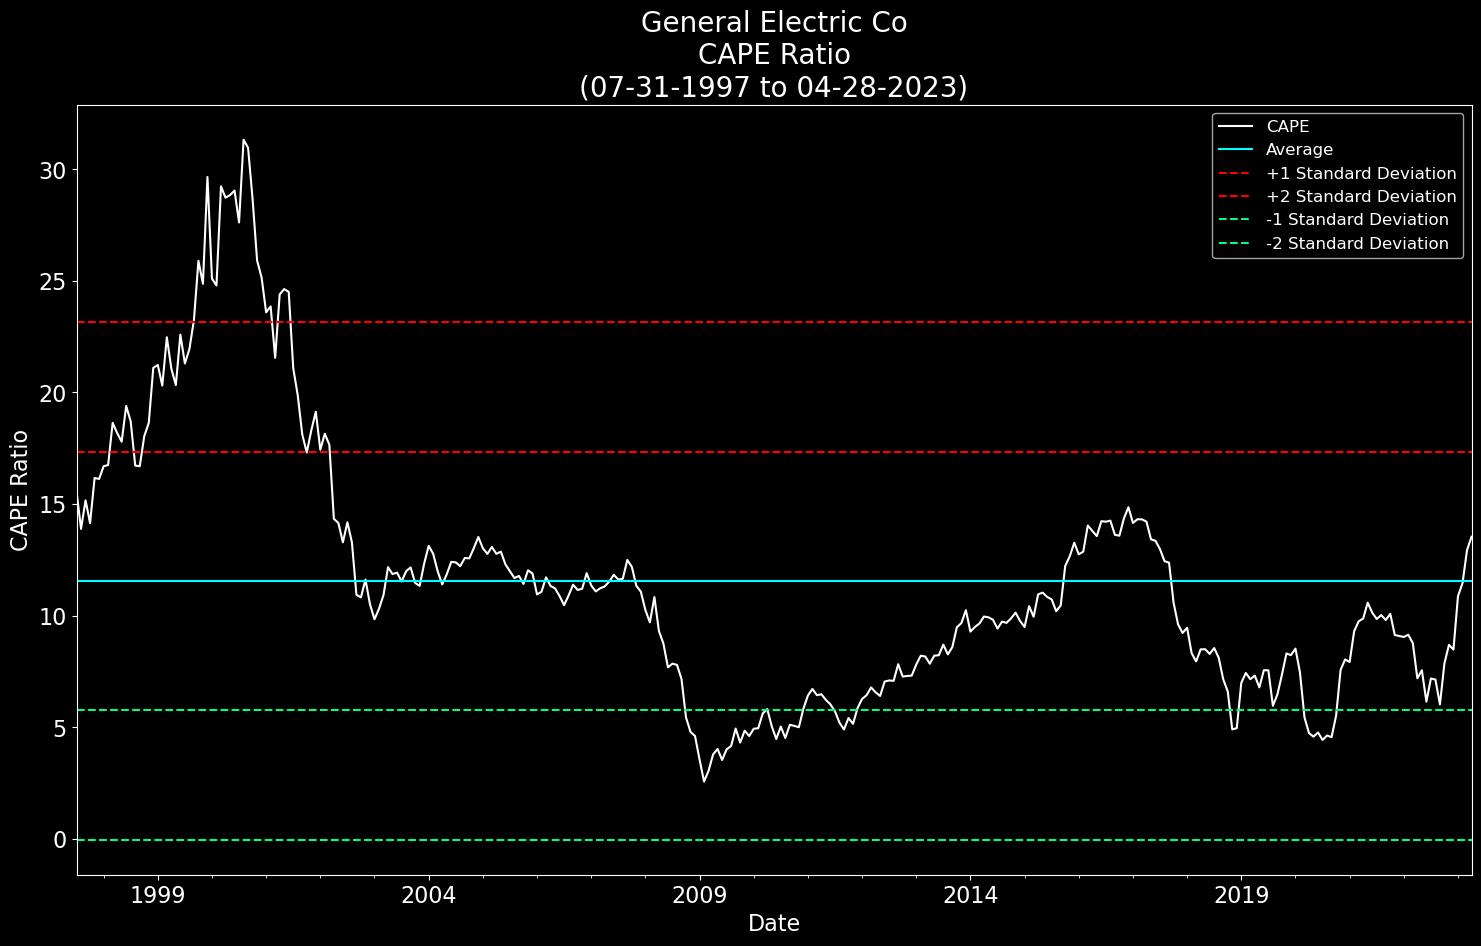 General Electric Co
CAPE Ratio
(07-31-1997 to 04-28-2023)
CAPE
Average
+1 Standard Deviation
+2 Standard Deviation
-1 Standard Deviation
-2 Standard Deviation
CAPE Ratio
30
25
20
15
10
5
0
1999 2004 2009 2014 2019
Date